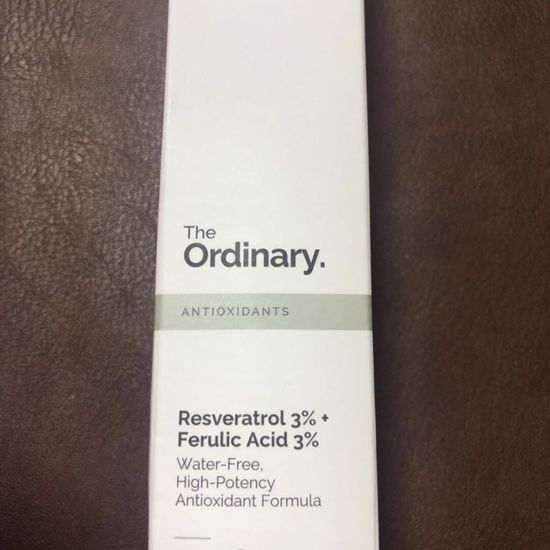 The
Ordinary.
ANTIOXIDANTS
Resveratrol 3% +
Ferulic Acid 3%
Water-Free,
High-Potency
Antioxidant Formula